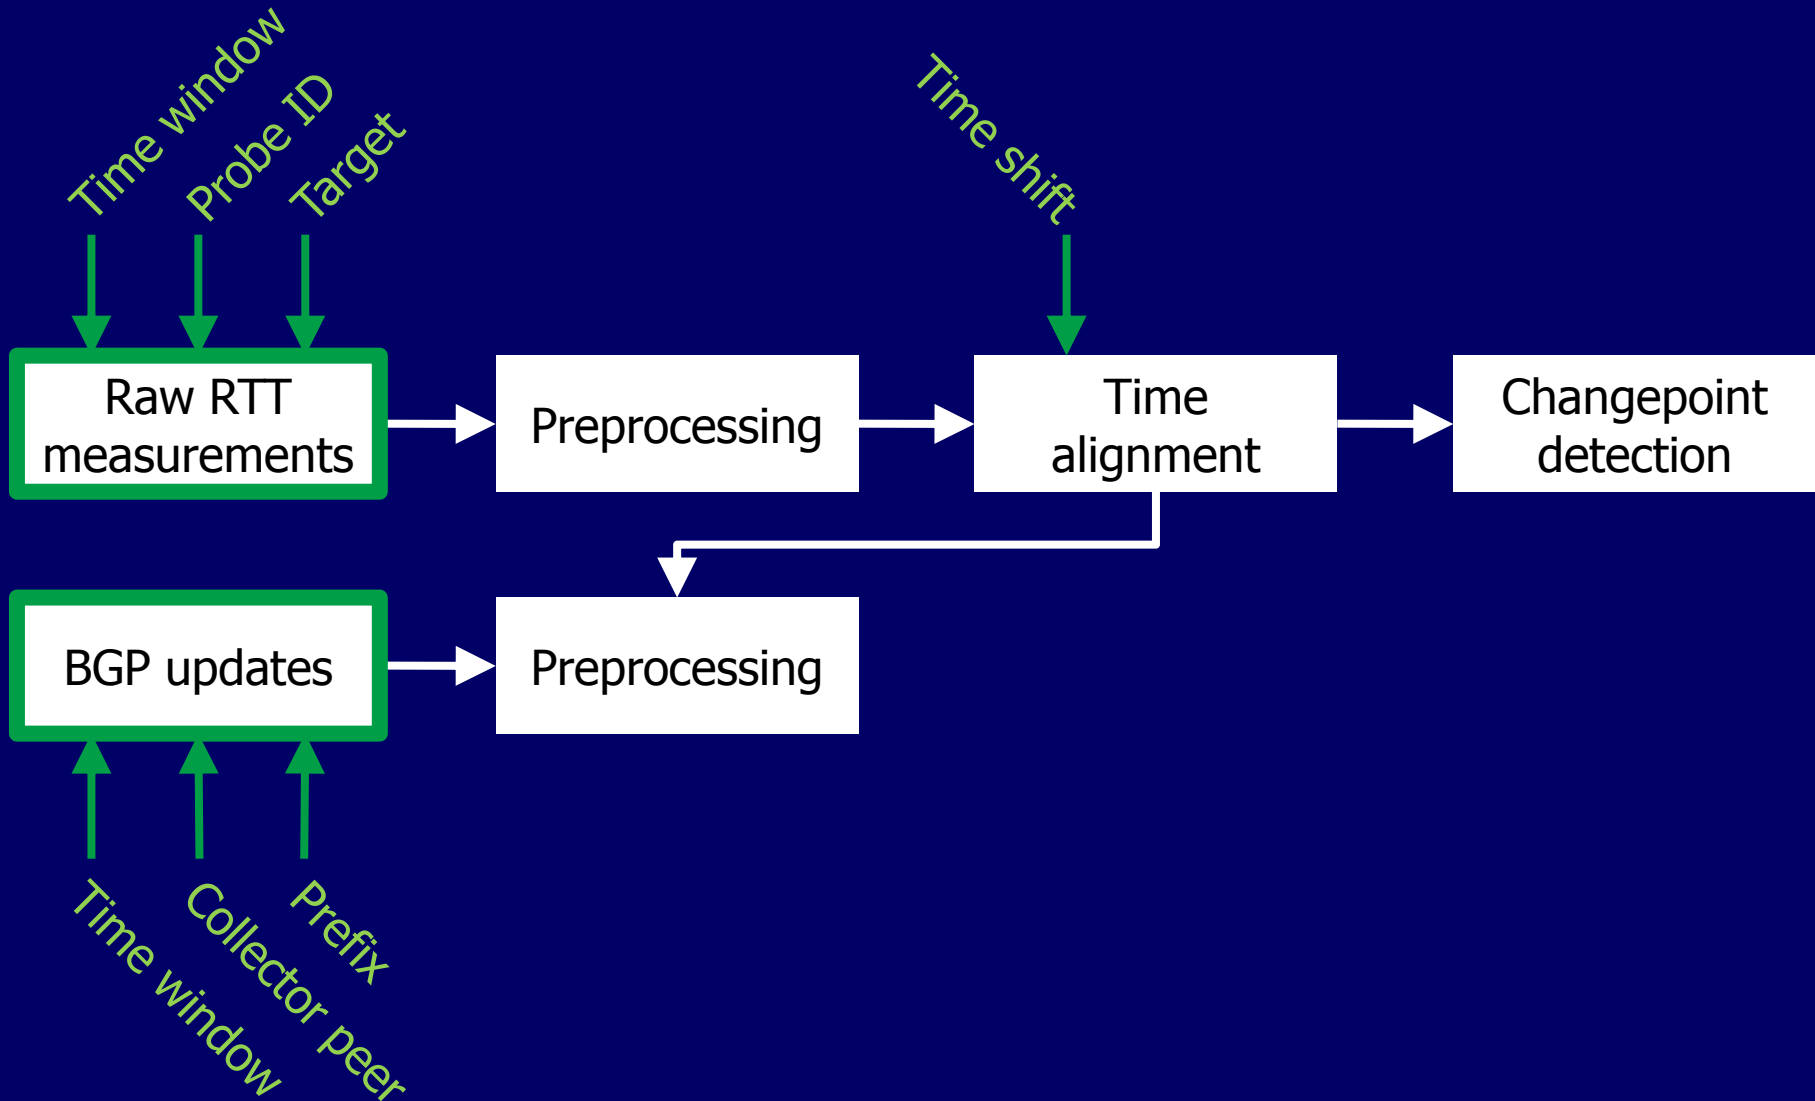 Time window
Probe ID
Target
Time shift
Raw RTT
measurements
Preprocessing
Time
alignment
Changepoint
detection
BGP updates
Preprocessing
Time window
Collector peer
Prefix